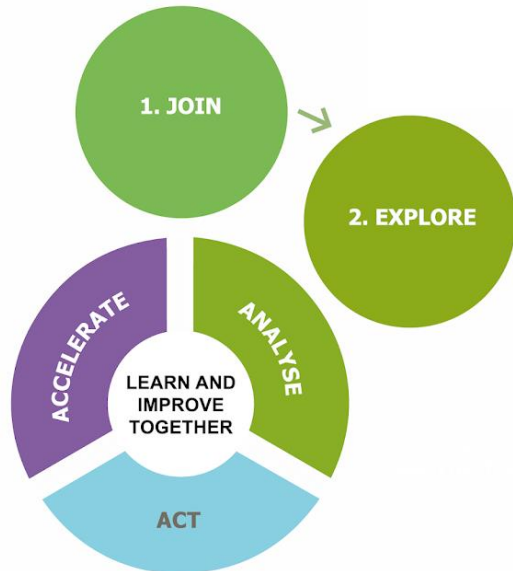 1. JOIN
2. EXPLORE
ACCELERATE
ANALYSE
LEARN AND
IMPROVE
TOGETHER
ACT